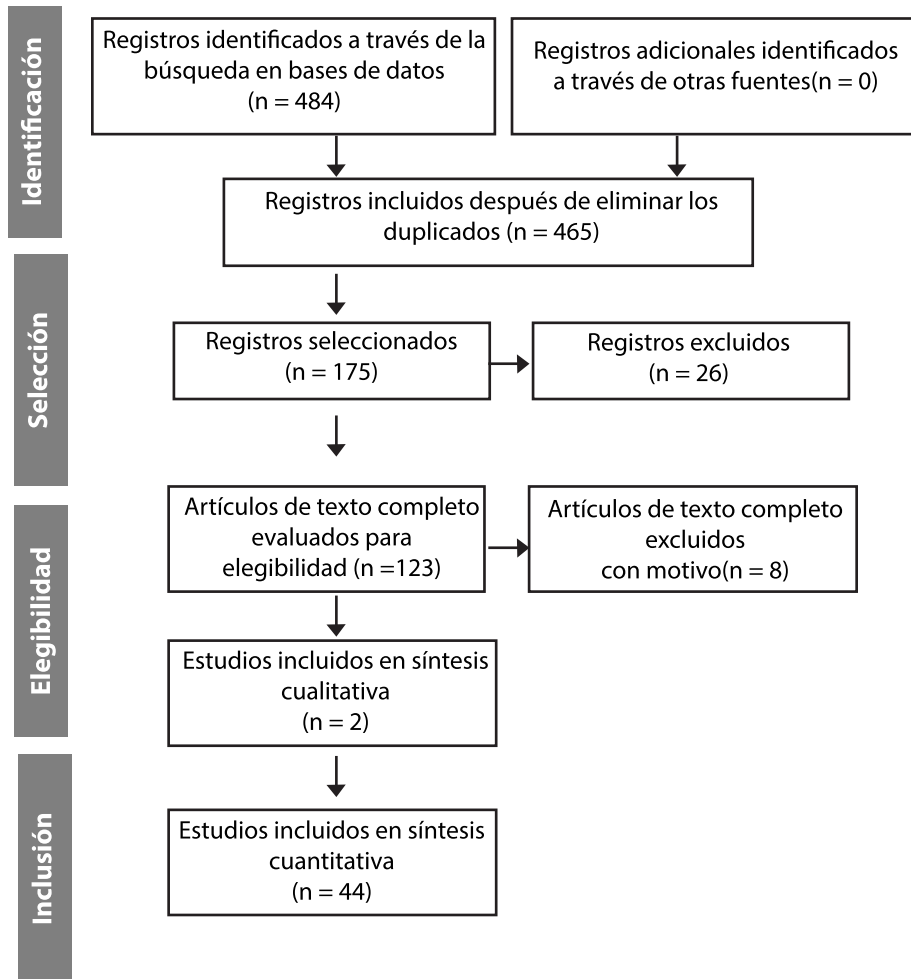 Identificación
Registros identificados a través de la
búsqueda en bases de datos
(n = 484)
Registros adicionales identificados
a través de otras fuentes(n = 0)
Registros incluidos después de eliminar los
duplicados (n = 465)
Selección
Registros seleccionados
(n = 175)
Registros excluidos
(n = 26)
Elegibilidad
Artículos de texto completo
evaluados para
elegibilidad (n =123)
Artículos de texto completo
excluidos
con motivo(n = 8)
Estudios incluidos en síntesis
cualitativa
(n = 2)
Inclusión
Estudios incluidos en síntesis
cuantitativa
(n = 44)